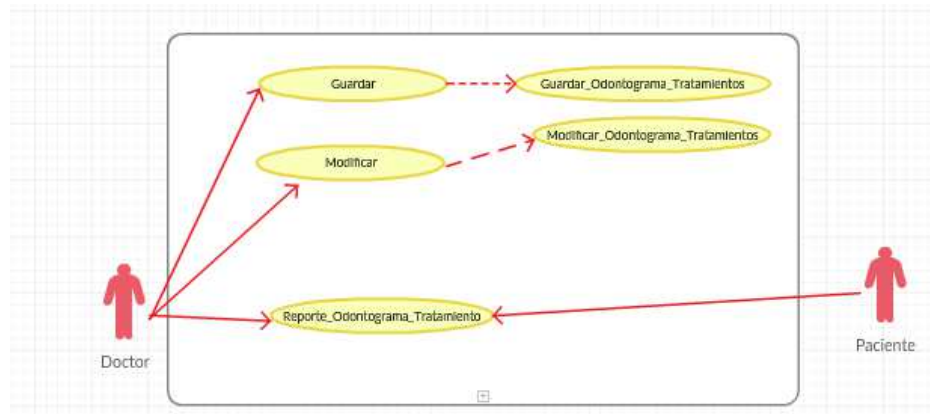 Guardar
Guardar_Odontograma_Tratamientos
Modificar
Modificar_Odontograma_Tratamientos
Reporte_Odontograma_Tratamiento
Doctor
Paciente